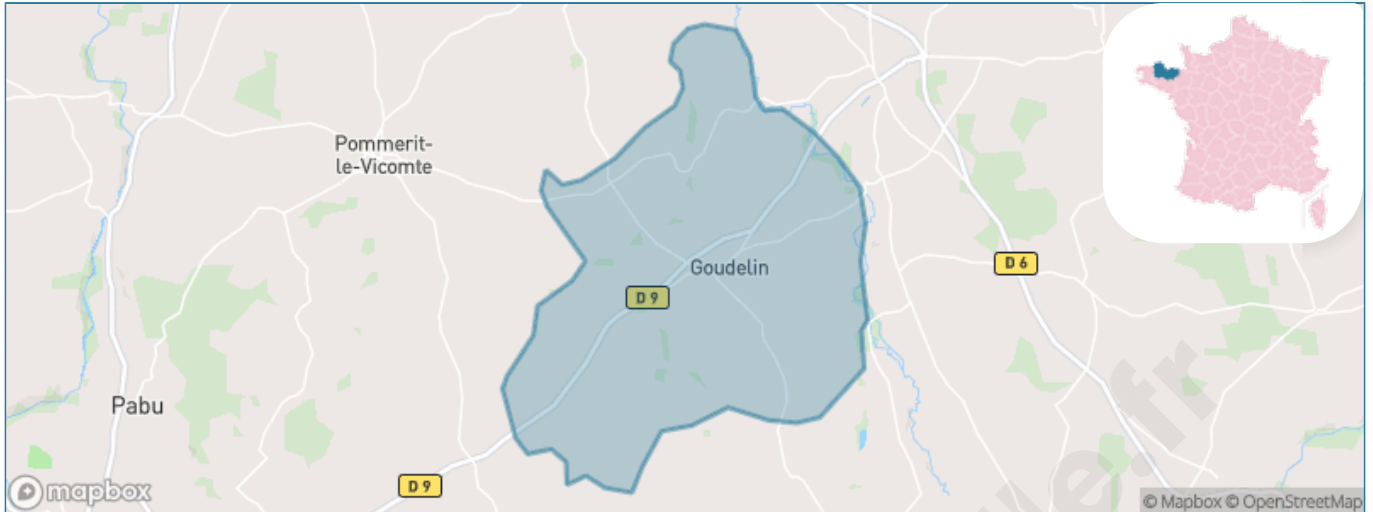 Pommerit-
le-Vicomte
Goudelin
D 6
D 9
Pabu
D 9
mapbox
© Mapbox © OpenStreetMap